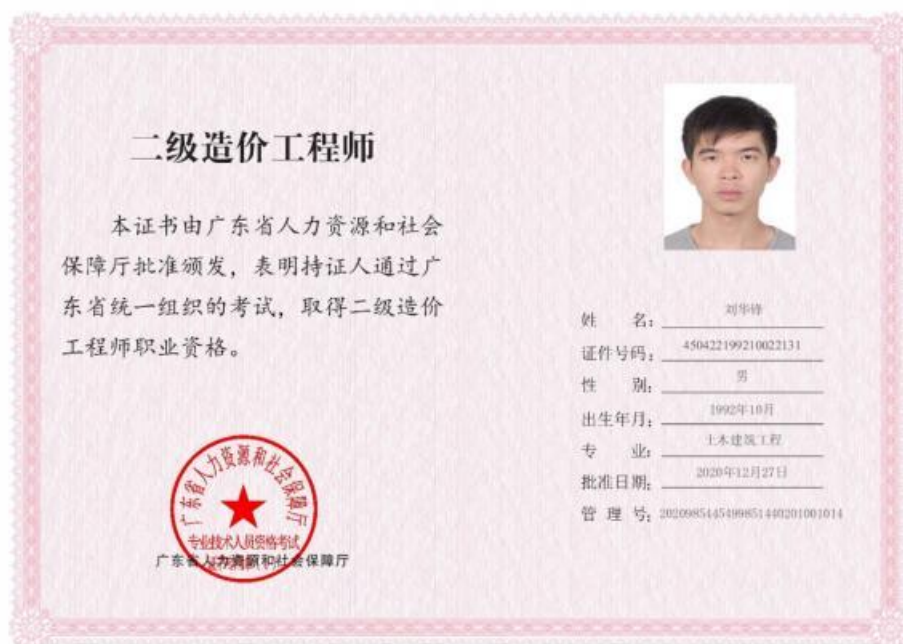 二级造价工程师
本证书由广东省人力资源和社会
保障厅批准颁发，表明持证人通过广
东省统一组织的考试，取得二级造价
工程师职业资格。
广东省人力资源和社会保障厅
专业技术人员资格考试
广东省人力资源和社会保障厅
姓 名：刘华锋
证件号码：450422199210022131
性 别：男
出生年月：1992年10月
专 业：土木建筑工程
批准日期：2020年12月27日
管 理 号：